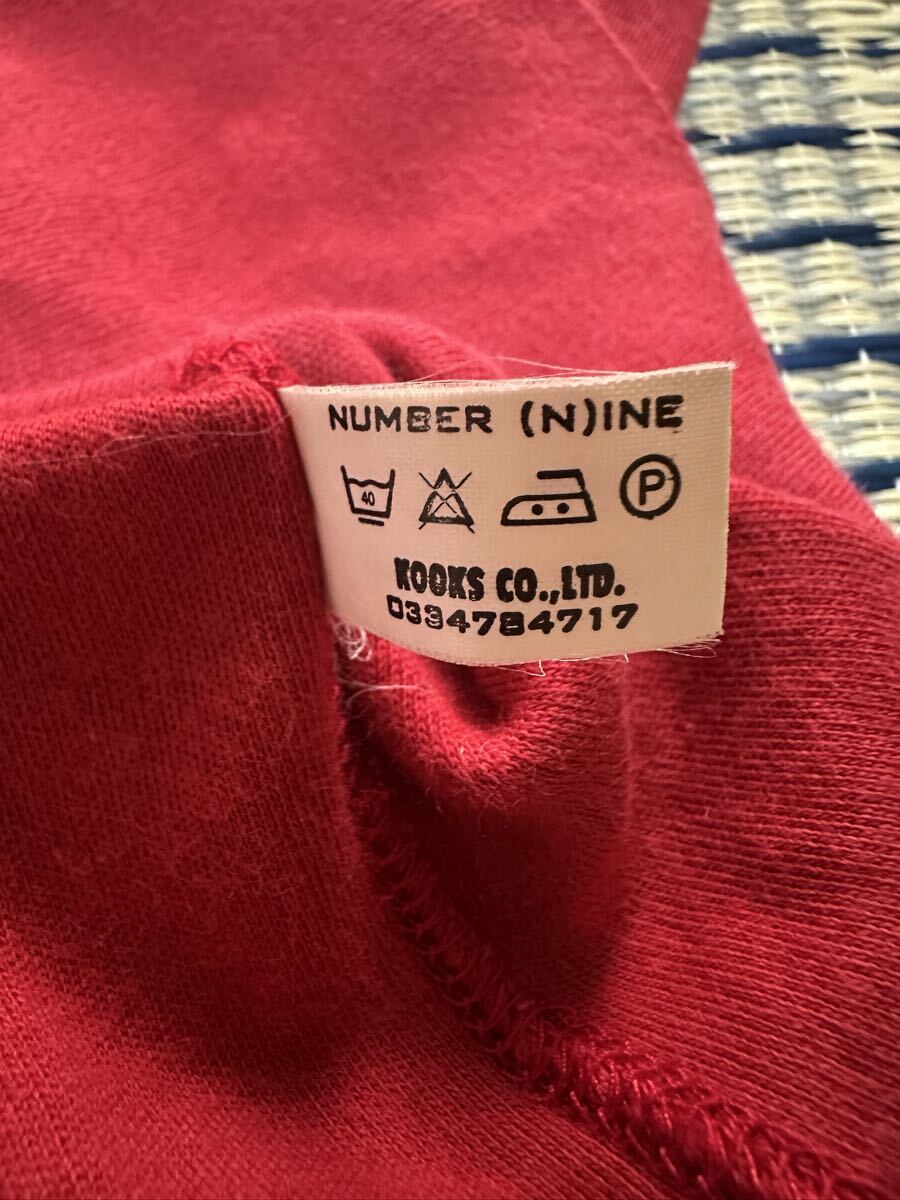 NUMBER (N)INE
40 P
KOOKS CO.,LTD.
0334784717